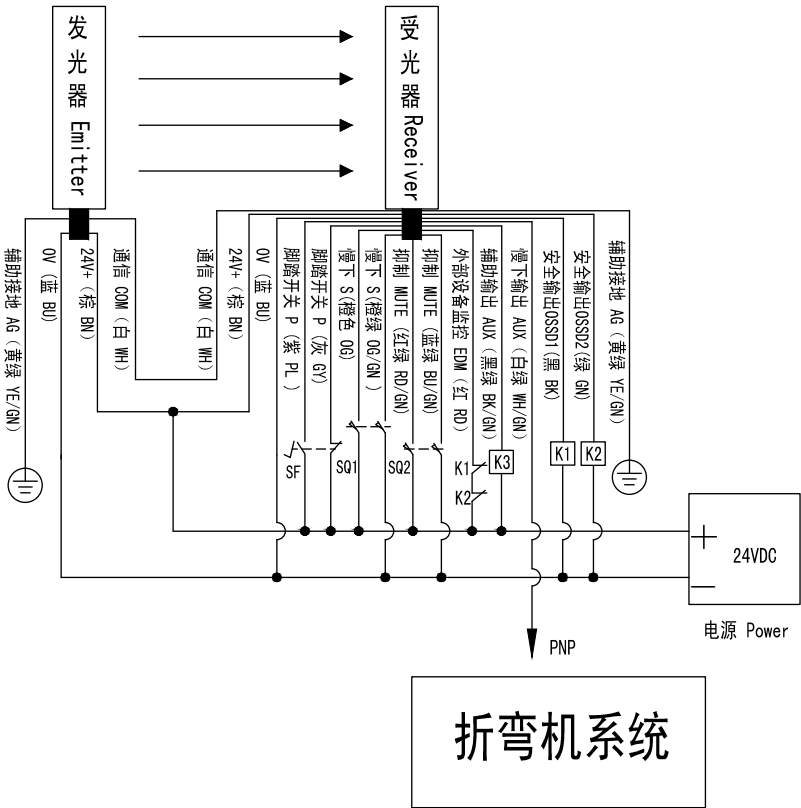 发光器 Emitter
受光器 Receiver
辅助接地 AG（黄绿 YE/GN）
0V（蓝 BU）
24V+（棕 BN）
通信 COM（白 WH）
通信 COM（白 WH）
24V+（棕 BN）
0V（蓝 BU）
脚踏开关 P（紫 PL ）
脚踏开关 P（灰 GY）
慢下 S(橙色 OG)
慢下 S(橙绿 OG/GN )
抑制 MUTE（红绿 RD/GN)
抑制 MUTE（蓝绿 BU/GN)
外部设备监控 EDM（红 RD）
辅助输出 AUX（黑绿 BK/GN)
慢下输出 AUX（白绿 WH/GN)
安全输出OSSD1(黑 BK)
安全输出OSSD2(绿 GN)
辅助接地 AG（黄绿 YE/GN）
SF
SQ1
SQ2
K1
K2
K3
K1
K2
+
24VDC
—
电源 Power
PNP
折弯机系统